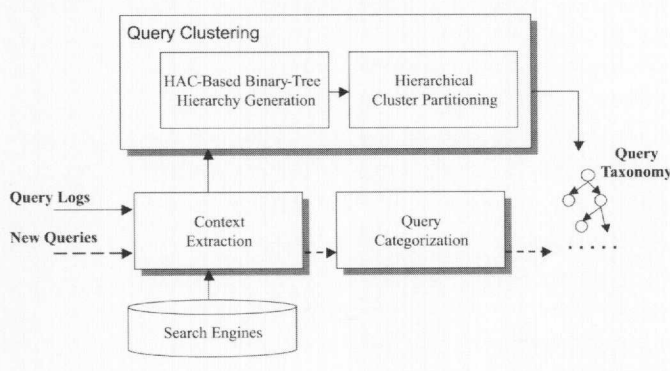 Query Clustering
HAC-Based Binary-Tree
Hierarchy Generation
Hierarchical
Cluster Partitioning
Query
Taxonomy
Query Logs
New Queries
Context
Extraction
Query
Categorization
Search Engines